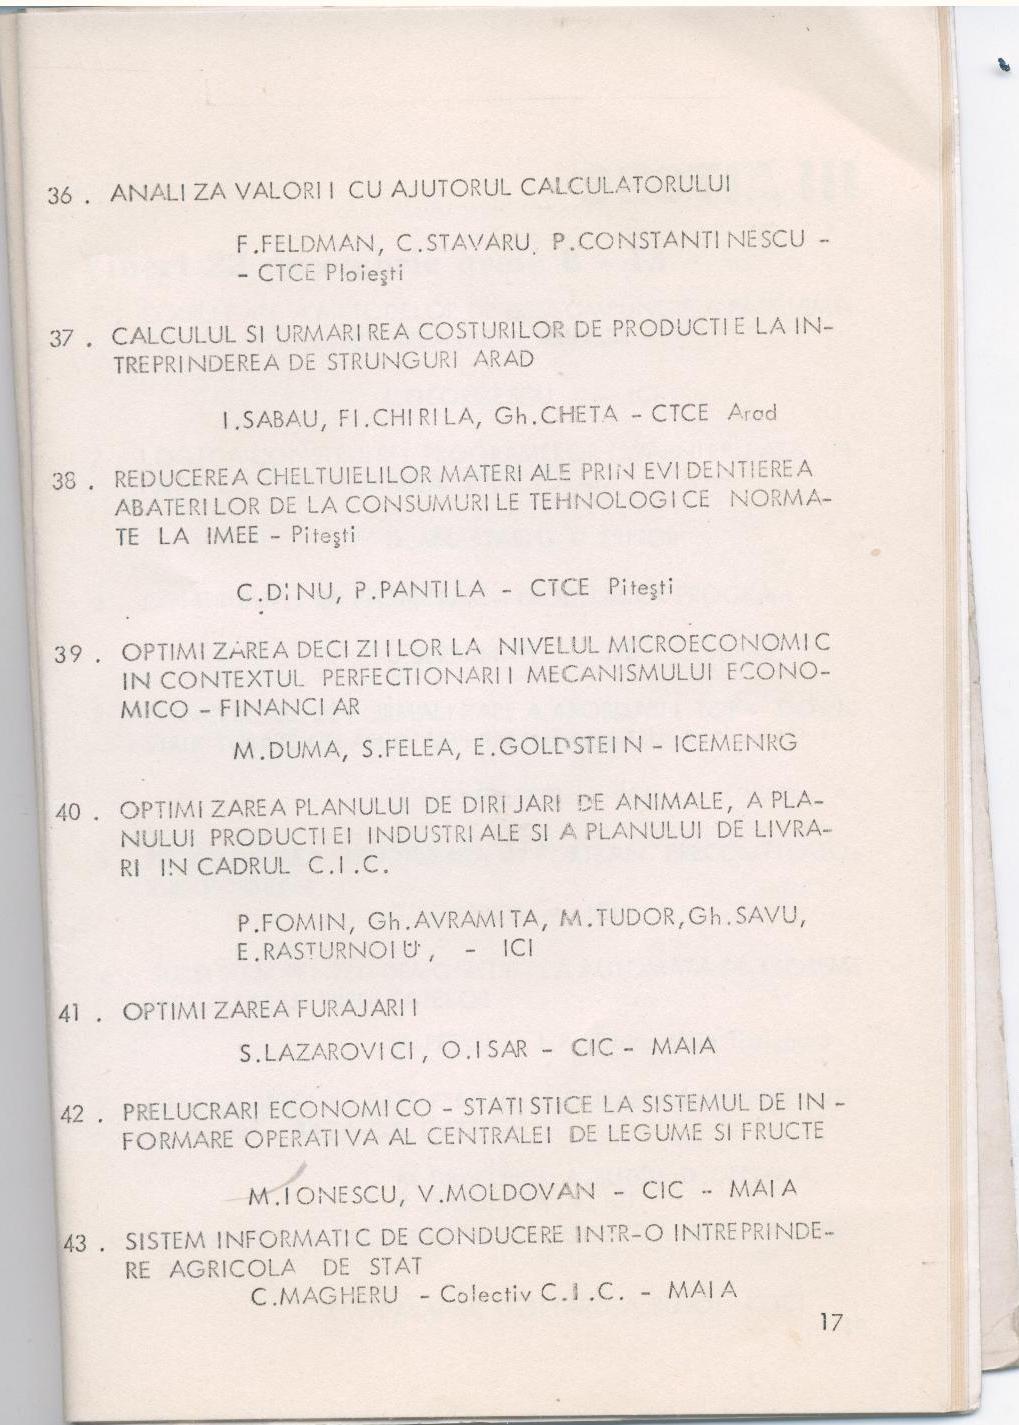 36 . ANALIZA VALORII CU AJUTORUL CALCULATORULUI
F.FELDMAN, C.STAVARU, P.CONSTANTINESCU -
- CTCE Ploieşti
37 . CALCULUL SI URMARIREA COSTURILOR DE PRODUCTIE LA IN-
TREPRINDEREA DE STRUNGURI ARAD
I.SABAU, Fl.CHIRILA, Gh.CHETA - CTCE Arad
38 . REDUCEREA CHELTUIELILOR MATERIALE PRIN EVIDENTIEREA
ABATERILOR DE LA CONSUMURILE TEHNOLOGICE NORMA-
TE LA IMEE - Piteşti
C.DINU, P.PANTILA - CTCE Piteşti
39 . OPTIMIZAREA DECIZIILOR LA NIVELUL MICROECONOMIC
IN CONTEXTUL PERFECTIONARII MECANISMULUI ECONO-
MICO - FINANCIAR
M.DUMA, S.FELEA, E.GOLDSTEIN - ICEMENRG
40 . OPTIMIZAREA PLANULUI DE DIRIJARI DE ANIMALE, A PLA-
NULUI PRODUCTIEI INDUSTRIALE SI A PLANULUI DE LIVRA-
RI IN CADRUL C.I.C.
P.FOMIN, Gh.AVRAMITA, M.TUDOR,Gh.SAVU,
E.RASTURNOIU, - ICI
41 . OPTIMIZAREA FURAJARII
S.LAZAROVICI, O.ISAR - CIC - MAIA
42 . PRELUCRARI ECONOMICO - STATISTICE LA SISTEMUL DE IN -
FORMARE OPERATIVA AL CENTRALEI DE LEGUME SI FRUCTE
M.IONESCU, V.MOLDOVAN - CIC - MAIA
43 . SISTEM INFORMATIC DE CONDUCERE INTR-O INTREPRINDE-
RE AGRICOLA DE STAT
C.MAGHERU - Colectiv C.I.C. - MAIA
17